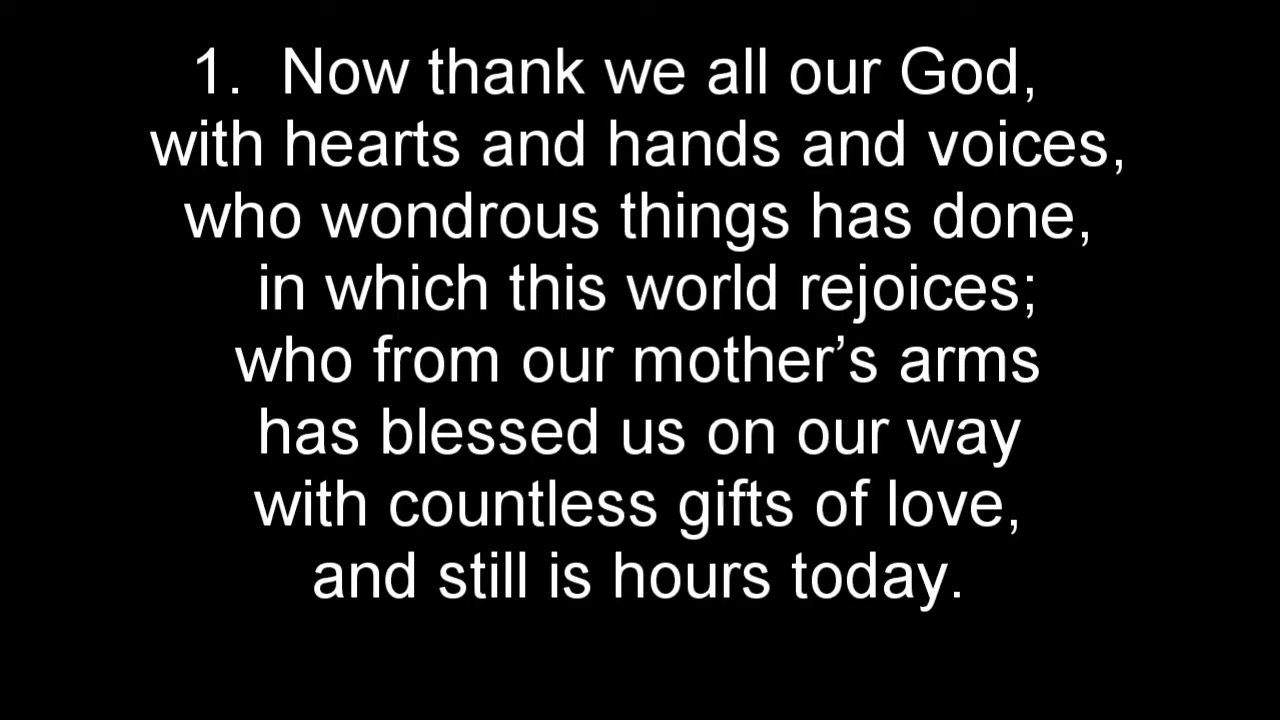 1. Now thank we all our God,
with hearts and hands and voices,
who wondrous things has done,
in which this world rejoices;
who from our mother’s arms
has blessed us on our way
with countless gifts of love,
and still is hours today.